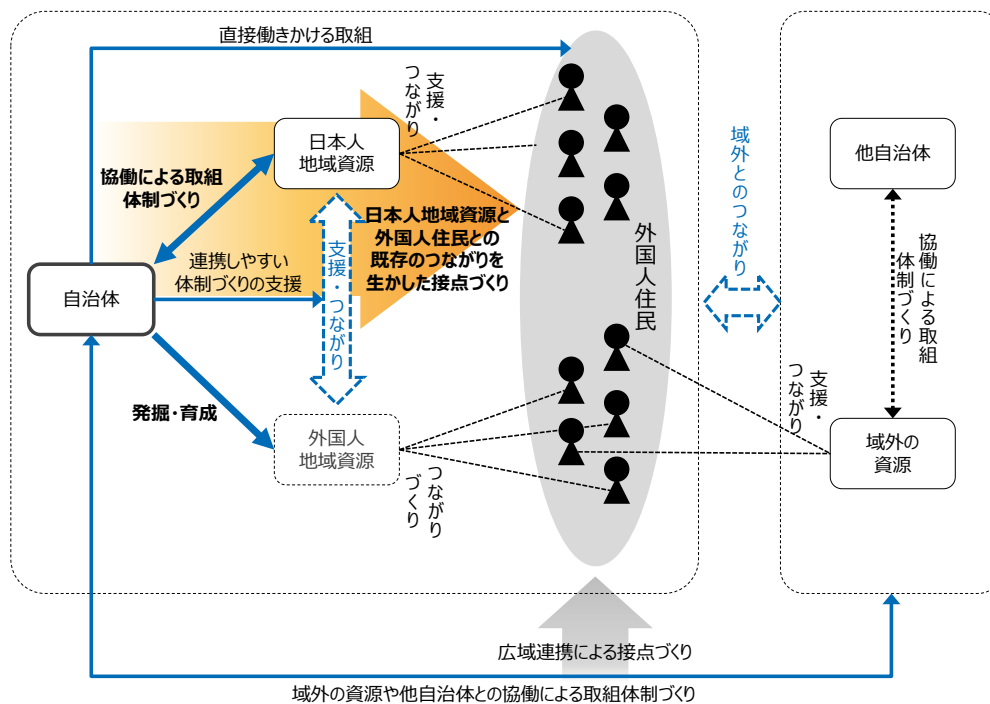 直接働きかける取組
支援・
つながり
日本人
地域資源
協働による取組
体制づくり
日本人地域資源と
外国人住民との
既存のつながりを
生かした接点づくり
連携しやすい
体制づくりの支援
自治体
支援・つながり
発掘・育成
外国人
地域資源
つながり
づくり
外国人住民
域外とのつながり
他自治体
協働による取組
体制づくり
支援・
つながり
域外の
資源
広域連携による接点づくり
域外の資源や他自治体との協働による取組体制づくり